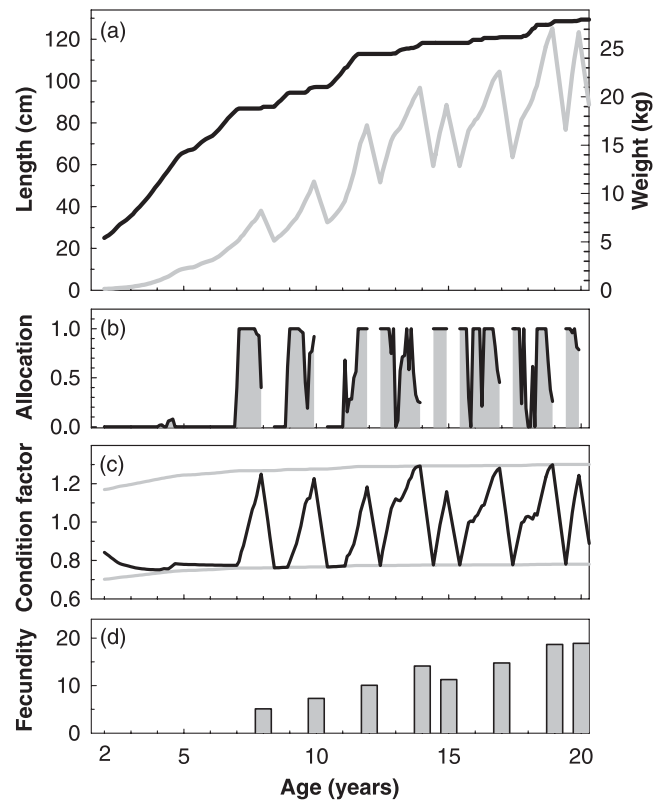 (a)
Length (cm)
120
100
80
60
40
20
0
Weight (kg)
25
20
15
10
5
0
(b)
Allocation
1.0
0.5
0.0
(c)
Condition factor
1.2
1.0
0.8
0.6
(d)
Fecundity
20
10
0
2 5 10 15 20
Age (years)